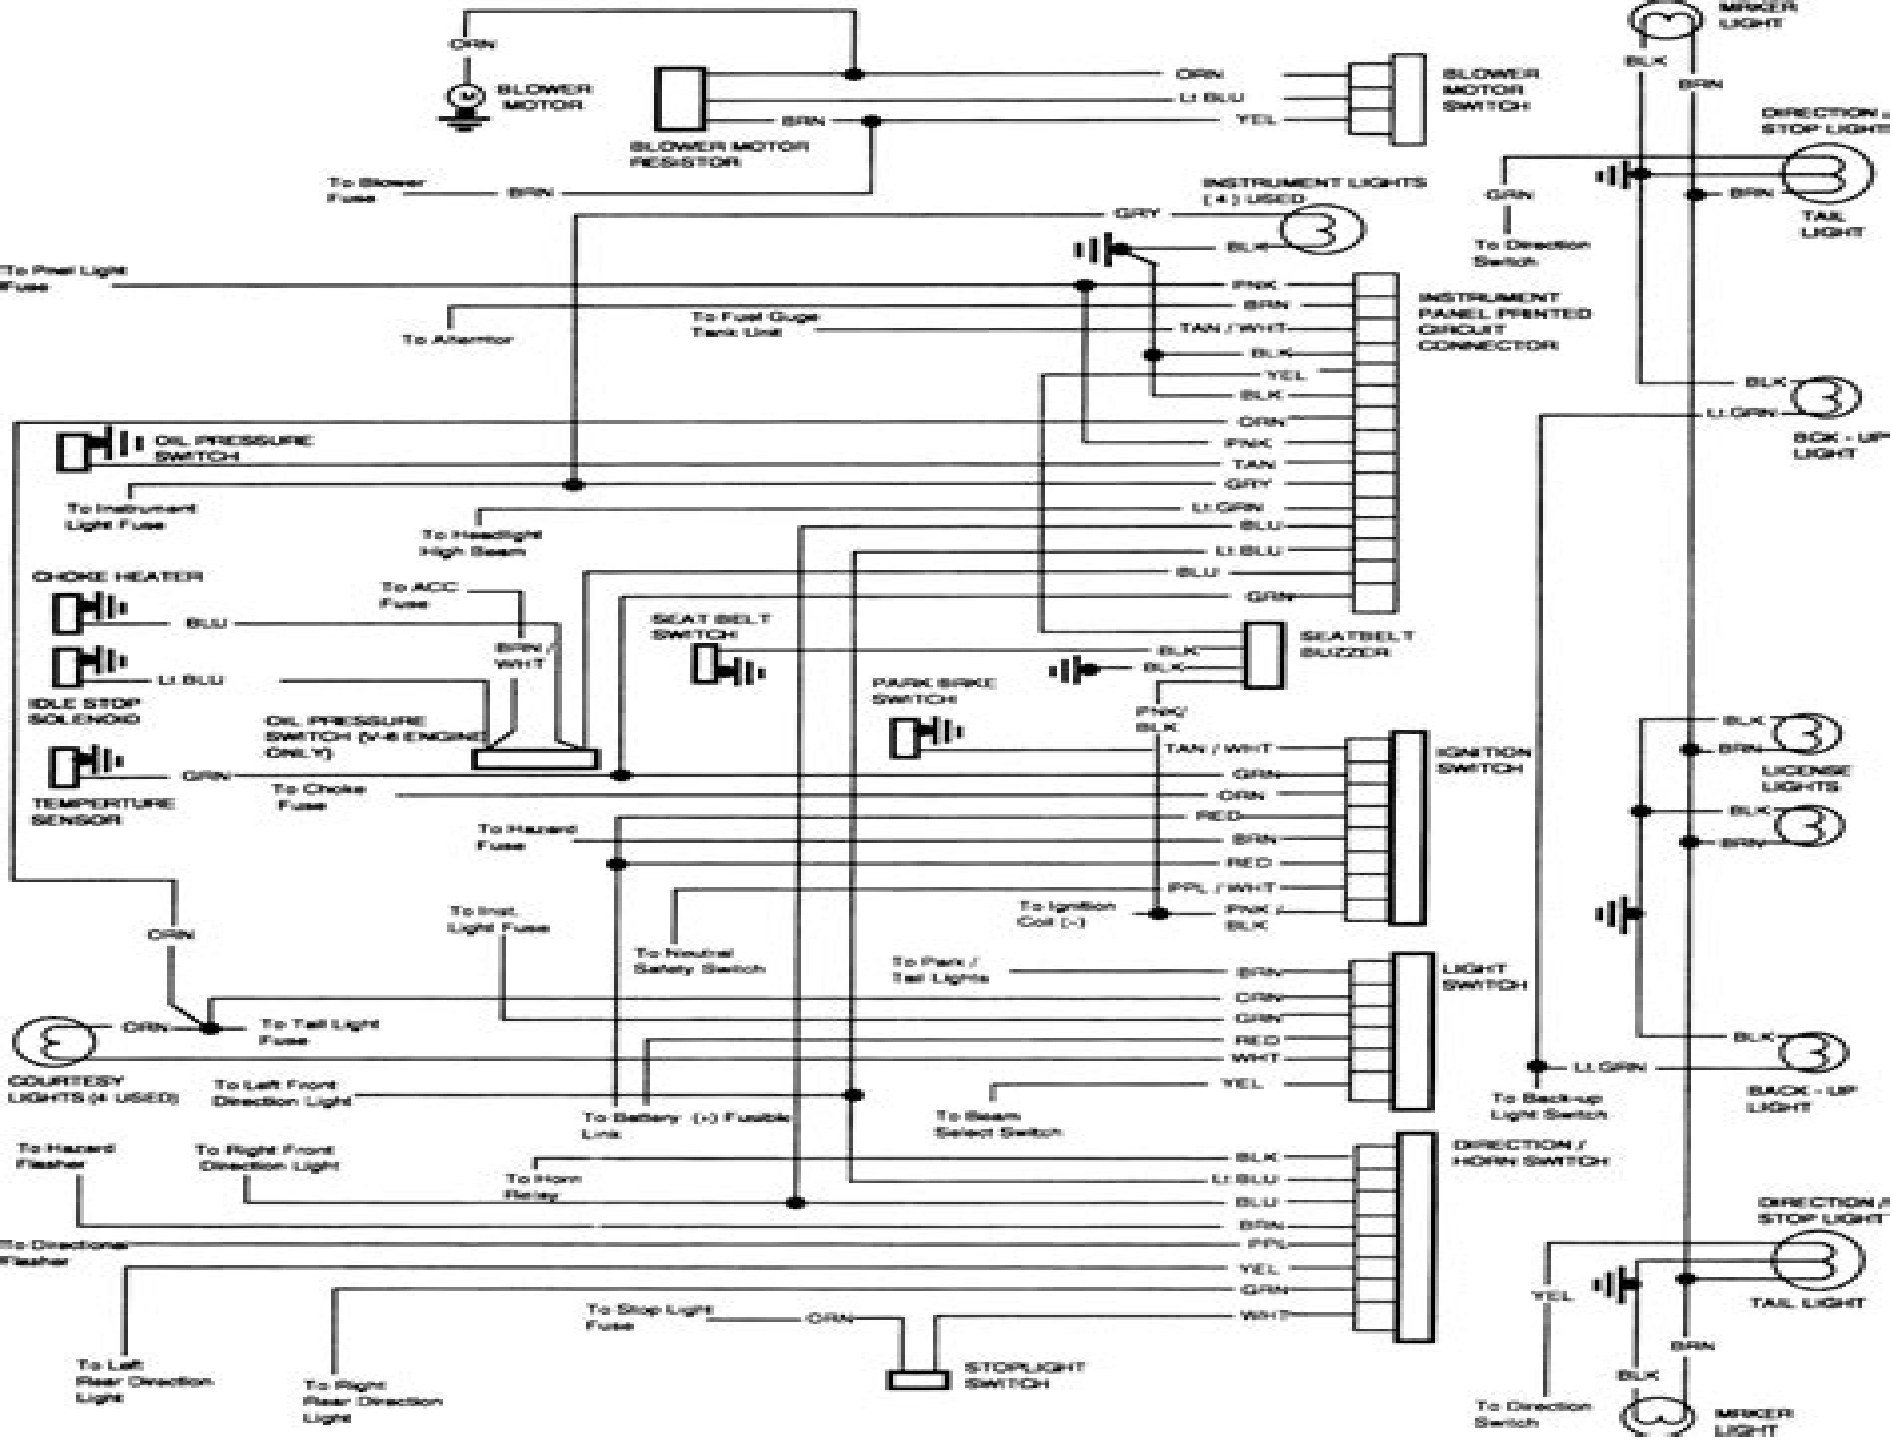 MRKER
LIGHT
ORN
BLK
BRN
BLOWER
MOTOR
ORN
Lt BLU
BRN
YEL
BLOWER
MOTOR
SWITCH
BLOWER MOTOR
RESISTOR
DIRECTION /
STOP LIGHT
To Blower
Fuse
BRN
INSTRUMENT LIGHTS
( 4 ) USED
GRY
BLK
GRN
BRN
TAIL
LIGHT
To Direction
Switch
To Pnel Light
Fuse
PNK
BRN
To Alterntor
To Fuel Guge
Tank Unit
TAN / WHT
BLK
YEL
BLK
INSTRUMENT
PANEL PRINTED
CIRCUIT
CONNECTOR
BLK
Lt GRN
BCK - UP
LIGHT
ORN
OIL PRESSURE
SWITCH
PNK
TAN
GRY
To Instrument
Light Fuse
Lt GRN
To Headlight
High Beam
BLU
Lt BLU
BLU
GRN
CHOKE HEATER
BLU
To ACC
Fuse
BRN /
WHT
SEAT BELT
SWITCH
BLK
BLK
SEATBELT
BUZZER
Lt BLU
IDLE STOP
SOLENOID
OIL PRESSURE
SWITCH (V-6 ENGINE
ONLY)
PARK BRKE
SWITCH
PNK/
BLK
TAN / WHT
GRN
ORN
RED
BRN
RED
PPL / WHT
PNK /
BLK
IGNITION
SWITCH
BLK
BRN
LICENSE
LIGHTS
BLK
BRN
GRN
TEMPERTURE
SENSOR
To Choke
Fuse
To Hazard
Fuse
To Ignition
Coil (-)
To Inst.
Light Fuse
To Neutral
Safety Switch
ORN
To Park /
Tail Lights
BRN
ORN
GRN
RED
WHT
YEL
LIGHT
SWITCH
ORN
To Tail Light
Fuse
COURTESY
LIGHTS (4 USED)
To Left Front
Direction Light
To Battery (+) Fusible
Link
To Beam
Select Switch
BLK
Lt GRN
BACK - UP
LIGHT
To Back-up
Light Switch
To Hazard
Flesher
To Right Front
Direction Light
To Horn
Relay
BLK
Lt BLU
BLU
BRN
PPL
YEL
GRN
WHT
DIRECTION /
HORN SWITCH
To Directional
Flasher
DIRECTION /
STOP LIGHT
YEL
TAIL LIGHT
To Stop Light
Fuse
ORN
STOPLIGHT
SWITCH
To Left
Rear Direction
Light
To Right
Rear Direction
Light
BRN
BLK
To Direction
Switch
MRKER
LIGHT